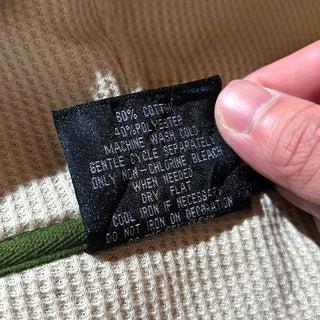 60% COTTON
40% POLYESTER
MACHINE WASH COLD
GENTLE CYCLE SEPARATELY
ONLY NON-CHLORINE BLEACH
WHEN NEEDED
DRY FLAT
COOL IRON IF NECESSARY
DO NOT IRON ON DECORATION